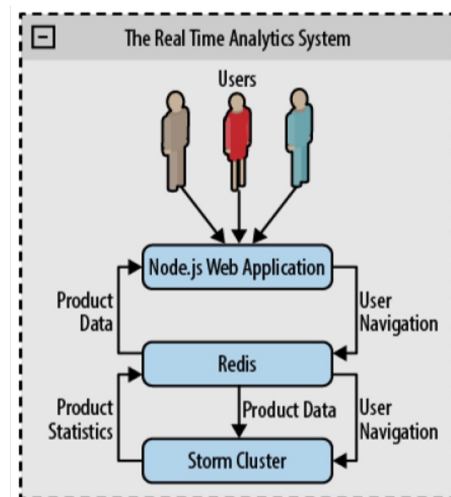 The Real Time Analytics System
Users
Node.js Web Application
Product
Data
User
Navigation
Redis
Product
Statistics
Product Data
User
Navigation
Storm Cluster